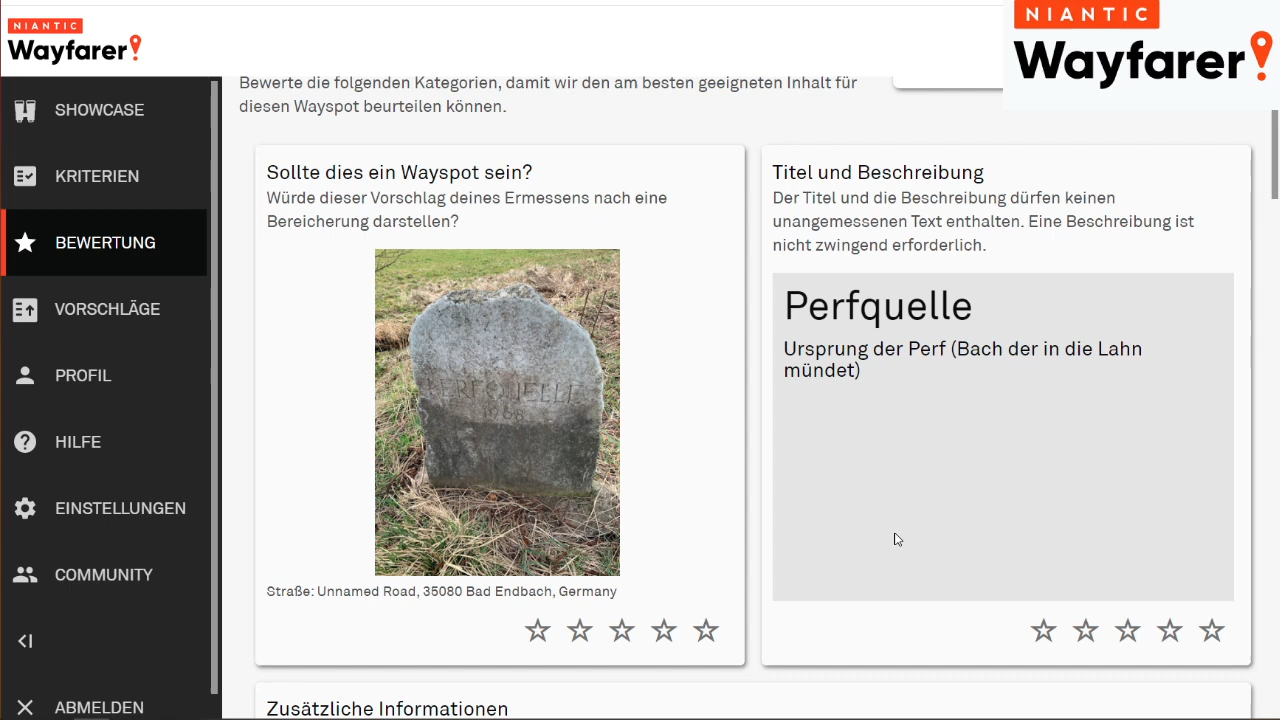 NIANTIC
Wayfarer
NIANTIC
Wayfarer
SHOWCASE
KRITERIEN
BEWERTUNG
VORSCHLÄGE
PROFIL
HILFE
EINSTELLUNGEN
COMMUNITY
ABMELDEN
Bewerte die folgenden Kategorien, damit wir den am besten geeigneten Inhalt für
diesen Wayspot beurteilen können.
Sollte dies ein Wayspot sein?
Würde dieser Vorschlag deines Ermessens nach eine
Bereicherung darstellen?
PERFQUELLE
Straße: Unnamed Road, 35080 Bad Endbach, Germany
Titel und Beschreibung
Der Titel und die Beschreibung dürfen keinen
unangemessenen Text enthalten. Eine Beschreibung ist
nicht zwingend erforderlich.
Perfquelle
Ursprung der Perf (Bach der in die Lahn
mündet)
Zusätzliche Informationen